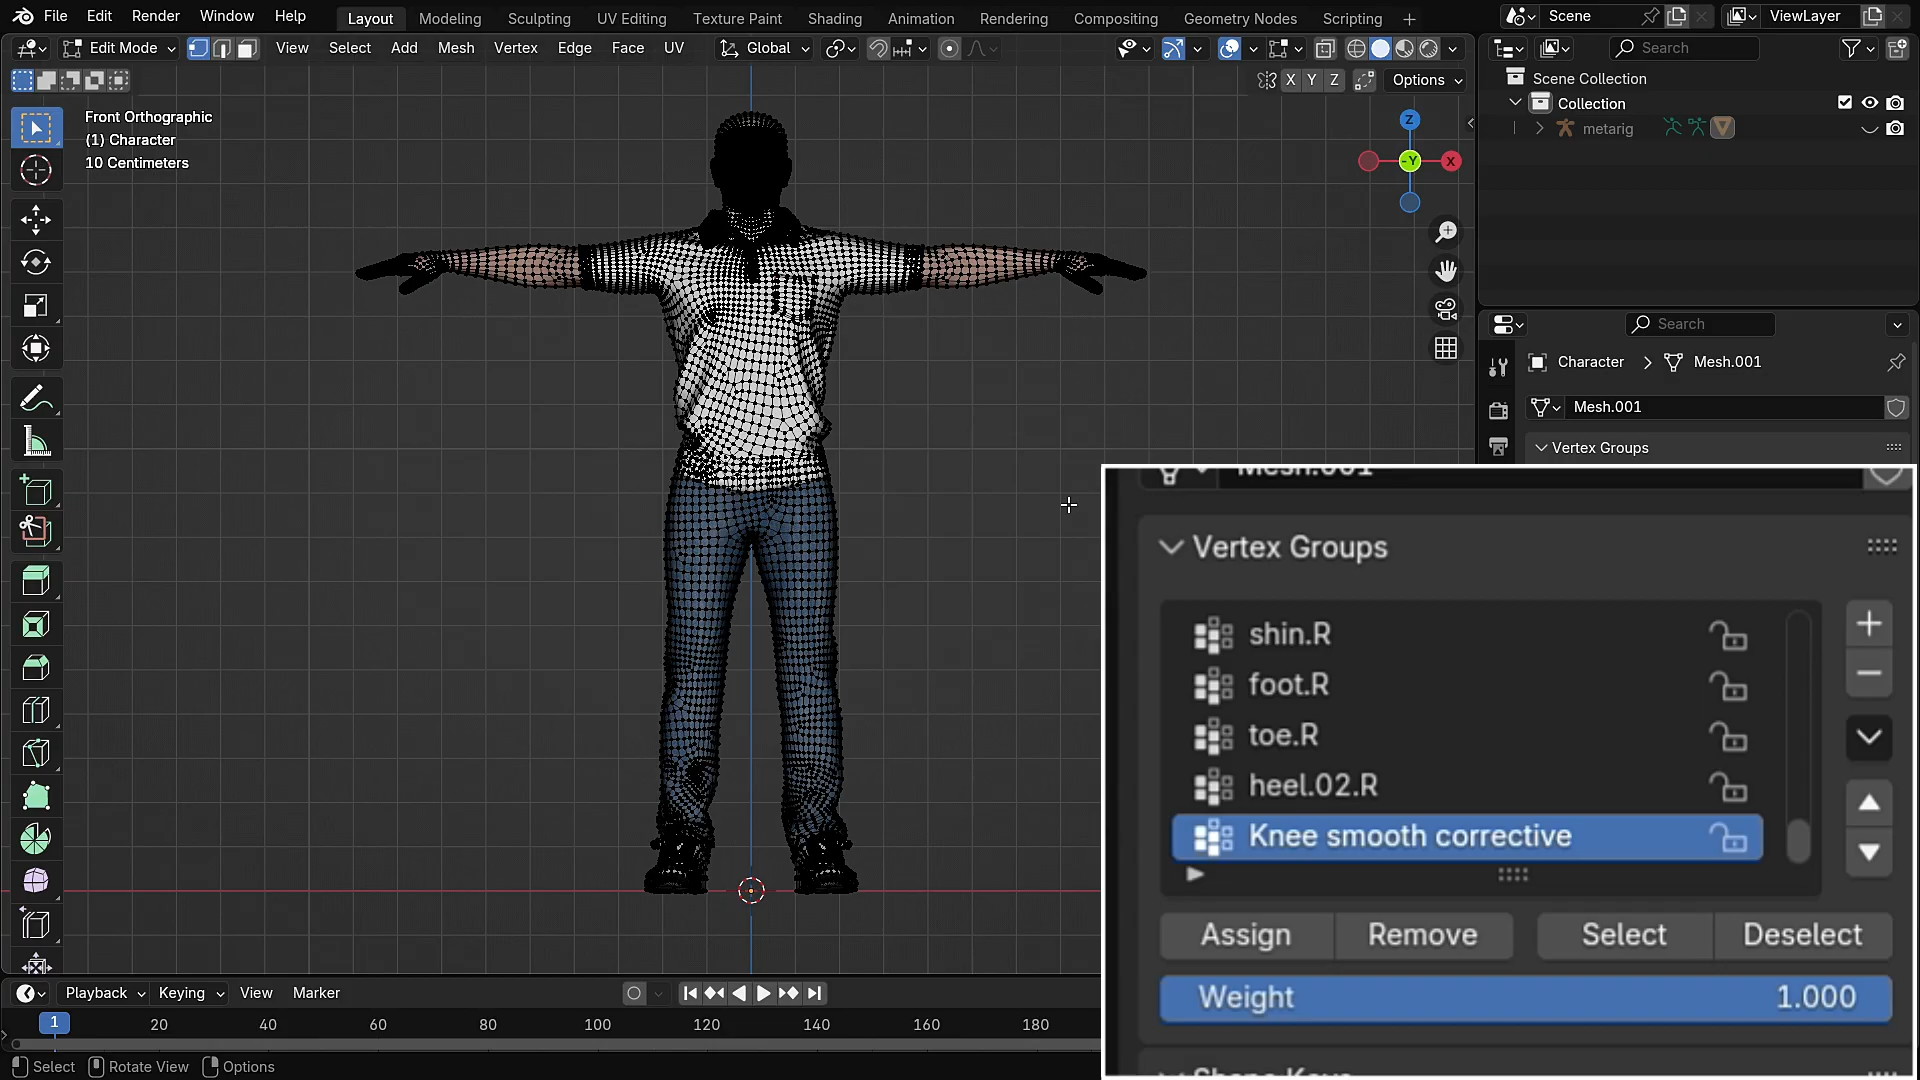 File Edit Render Window Help Layout Modeling Sculpting UV Editing Texture Paint Shading Animation Rendering Compositing Geometry Nodes Scripting + Scene ViewLayer
Edit Mode View Select Add Mesh Vertex Edge Face UV Global Search
X Y Z Options
Scene Collection
Collection
metarig
Front Orthographic
(1) Character
10 Centimeters
Z
-Y
X
Search
Character > Mesh.001
Mesh.001
Vertex Groups
Mesh.001
Vertex Groups
shin.R
foot.R
toe.R
heel.02.R
Knee smooth corrective
Assign Remove Select Deselect
Weight 1.000
Shape Keys
Playback Keying View Marker
1 20 40 60 80 100 120 140 160 180
Select Rotate View Options